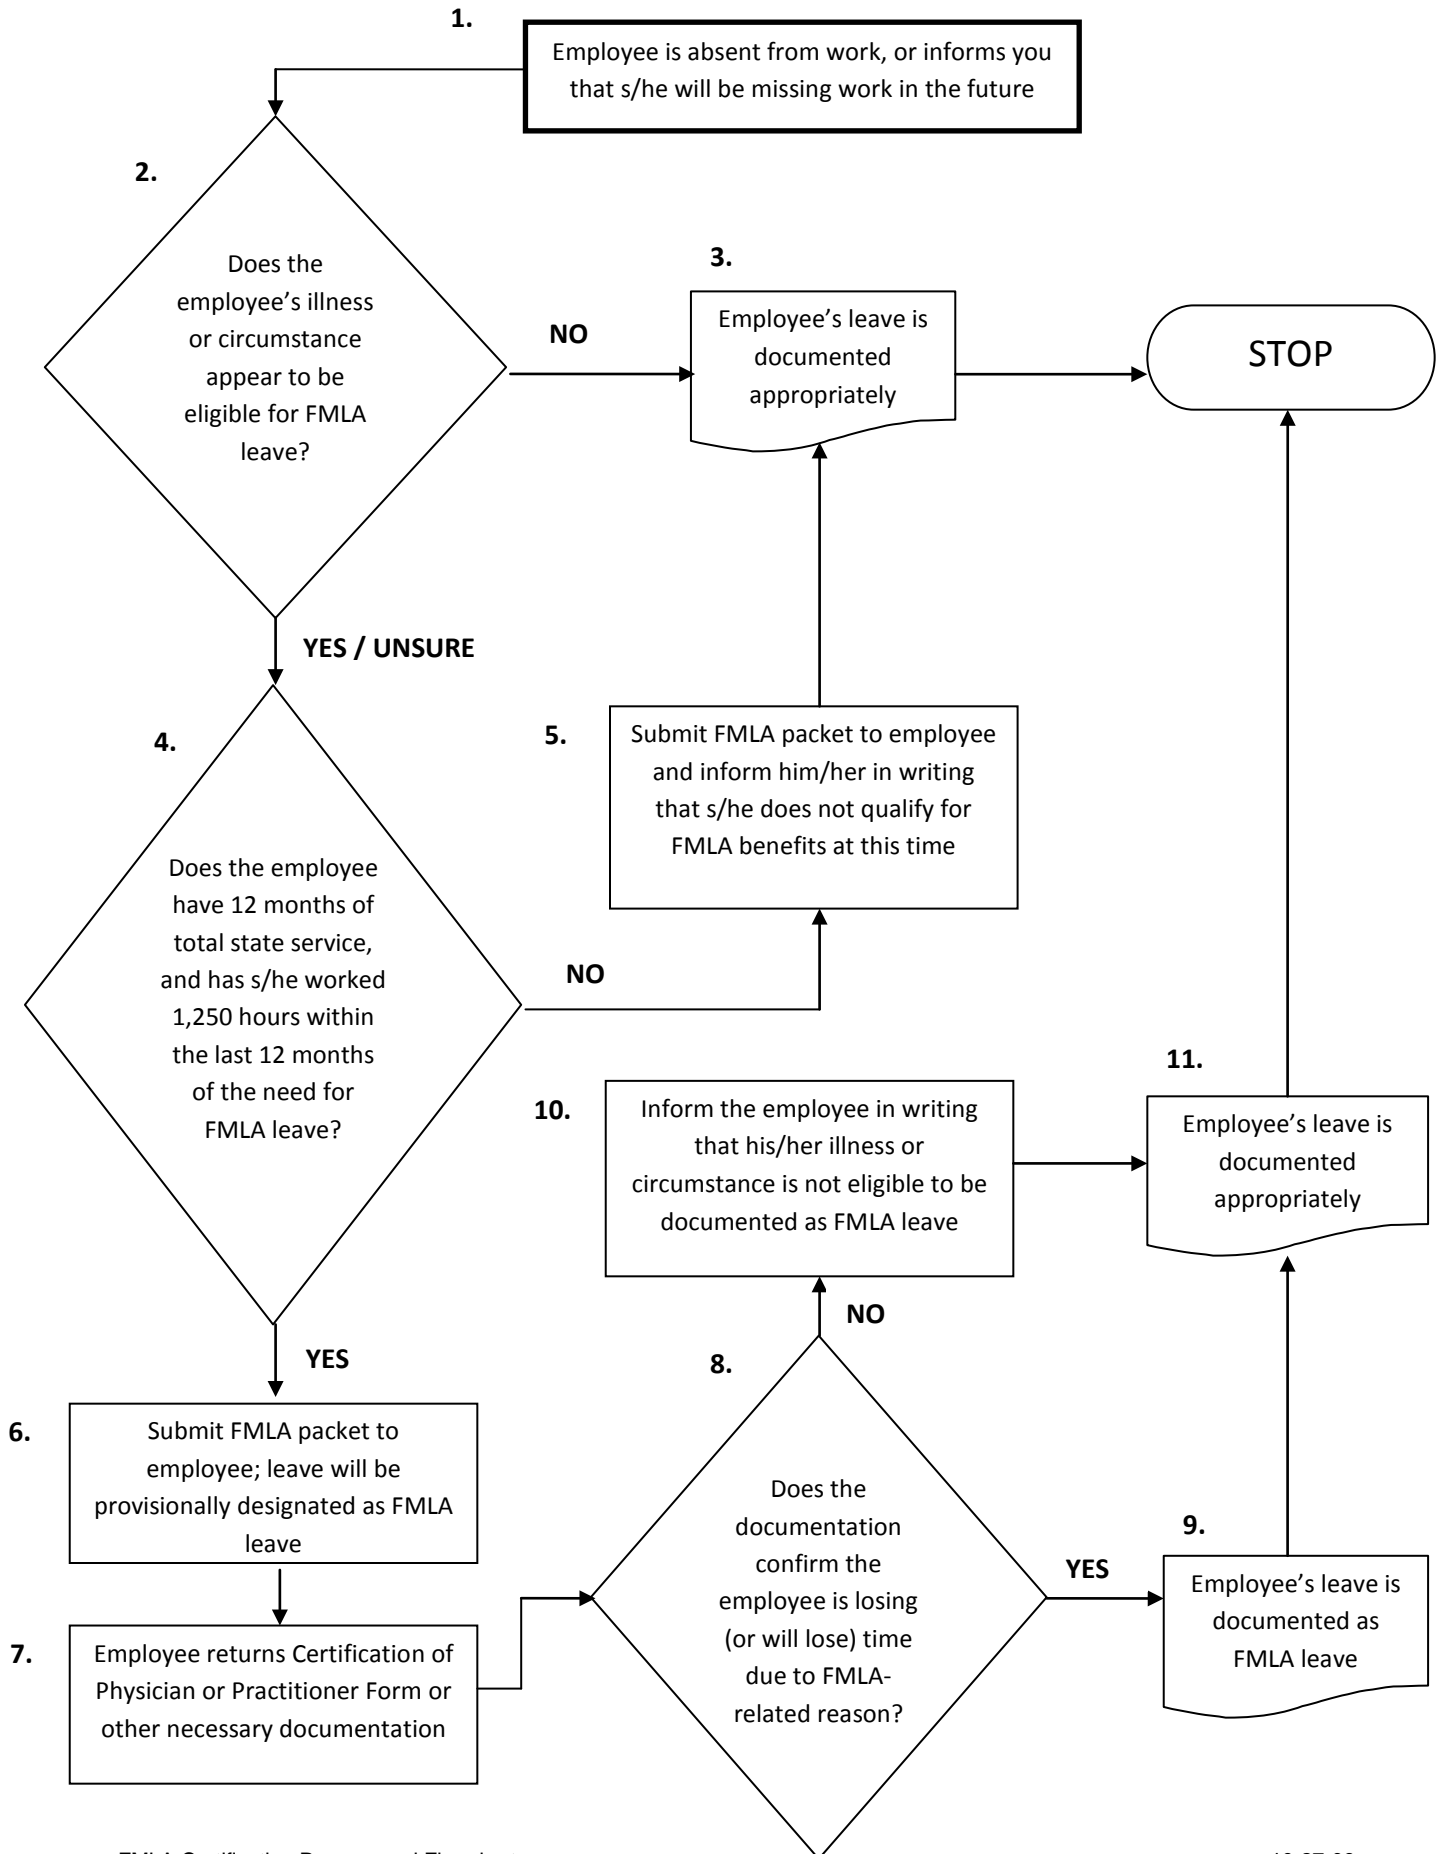 1.
Employee is absent from work, or informs you
that s/he will be missing work in the future
2.
Does the
employee’s illness
or circumstance
appear to be
eligible for FMLA
leave?
NO
3.
Employee’s leave is
documented
appropriately
STOP
YES / UNSURE
4.
Does the employee
have 12 months of
total state service,
and has s/he worked
1,250 hours within
the last 12 months
of the need for
FMLA leave?
NO
5.
Submit FMLA packet to employee
and inform him/her in writing
that s/he does not qualify for
FMLA benefits at this time
YES
6.
Submit FMLA packet to
employee; leave will be
provisionally designated as FMLA
leave
7.
Employee returns Certification of
Physician or Practitioner Form or
other necessary documentation
8.
Does the
documentation
confirm the
employee is losing
(or will lose) time
due to FMLA-
related reason?
YES
9.
Employee’s leave is
documented as
FMLA leave
NO
10.
Inform the employee in writing
that his/her illness or
circumstance is not eligible to be
documented as FMLA leave
11.
Employee’s leave is
documented
appropriately